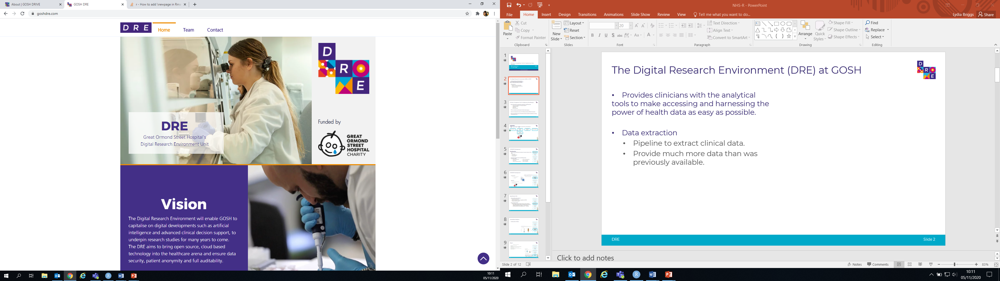 About | GOSH DRIVE
GOSH DRE
r - How to add \newpage in Rma
goshdre.com
D R E
Home
Team
Contact
D
R
E
DRE
Great Ormond Street Hospital's
Digital Research Environment Unit
Funded by
GREAT
ORMOND
STREET
HOSPITAL
CHARITY
Vision
The Digital Research Environment will enable GOSH to
capitalise on digital developments such as artificial
intelligence and advanced clinical decision support, to
underpin research studies for many years to come.
The DRE aims to bring open source, cloud based
technology into the healthcare arena and ensure data
security, patient anonymity and full auditability.
10:11
05/11/2020
NHS-R - PowerPoint
File
Home
Insert
Design
Transitions
Animations
Slide Show
Review
View
Tell me what you want to do...
Lydia Briggs
Share
Paste
Cut
Copy
Format Painter
Clipboard
New
Slide
Layout
Reset
Section
Slides
20
Font
Text Direction
Align Text
Convert to SmartArt
Paragraph
Arrange
Quick
Styles
Shape Fill
Shape Outline
Shape Effects
Drawing
Find
Replace
Select
Editing
1
2
3
4
5
6
7
8
9
The Digital Research Environment (DRE) at GOSH
D
R
E
• Provides clinicians with the analytical
tools to make accessing and harnessing the
power of health data as easy as possible.
• Data extraction
• Pipeline to extract clinical data.
• Provide much more data than was
previously available.
DRE
Slide 2
Click to add notes
Slide 2 of 12
Notes
Comments
83%
10:11
05/11/2020